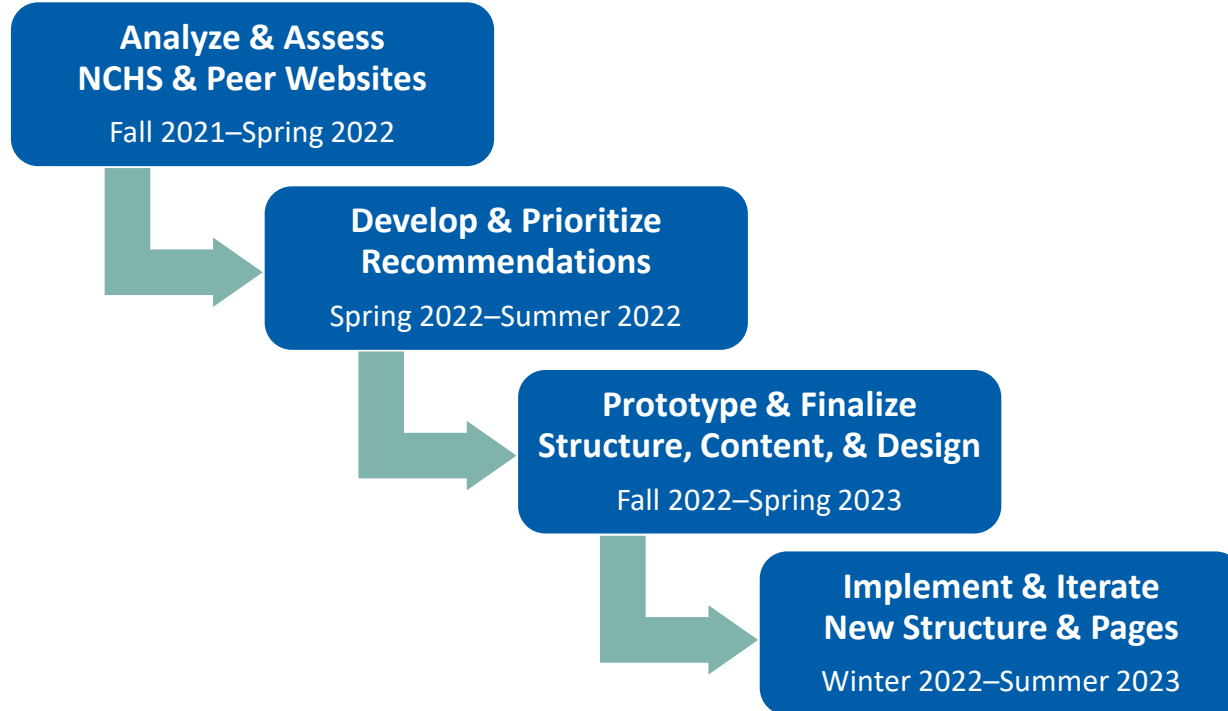 Analyze & Assess
NCHS & Peer Websites
Fall 2021–Spring 2022
Develop & Prioritize
Recommendations
Spring 2022–Summer 2022
Prototype & Finalize
Structure, Content, & Design
Fall 2022–Spring 2023
Implement & Iterate
New Structure & Pages
Winter 2022–Summer 2023